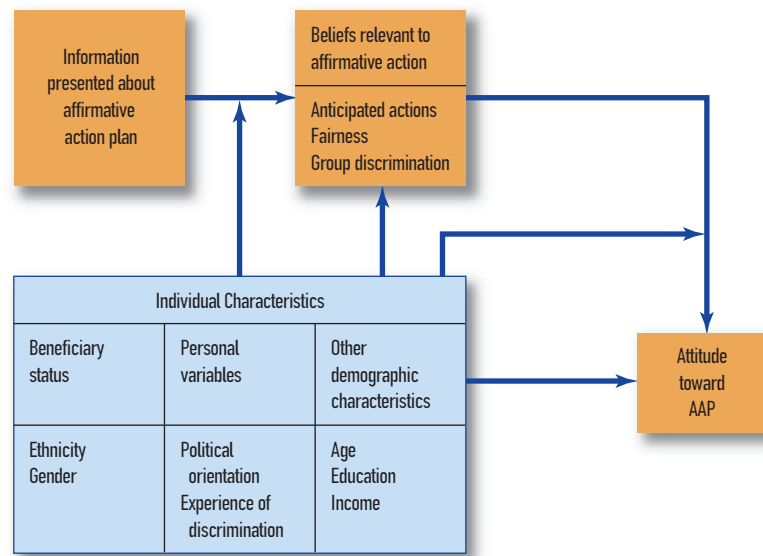 Information
presented about
affirmative
action plan
Beliefs relevant to
affirmative action
Anticipated actions
Fairness
Group discrimination
Individual Characteristics
Beneficiary
status
Personal
variables
Other
demographic
characteristics
Ethnicity
Gender
Political
orientation
Experience of
discrimination
Age
Education
Income
Attitude
toward
AAP